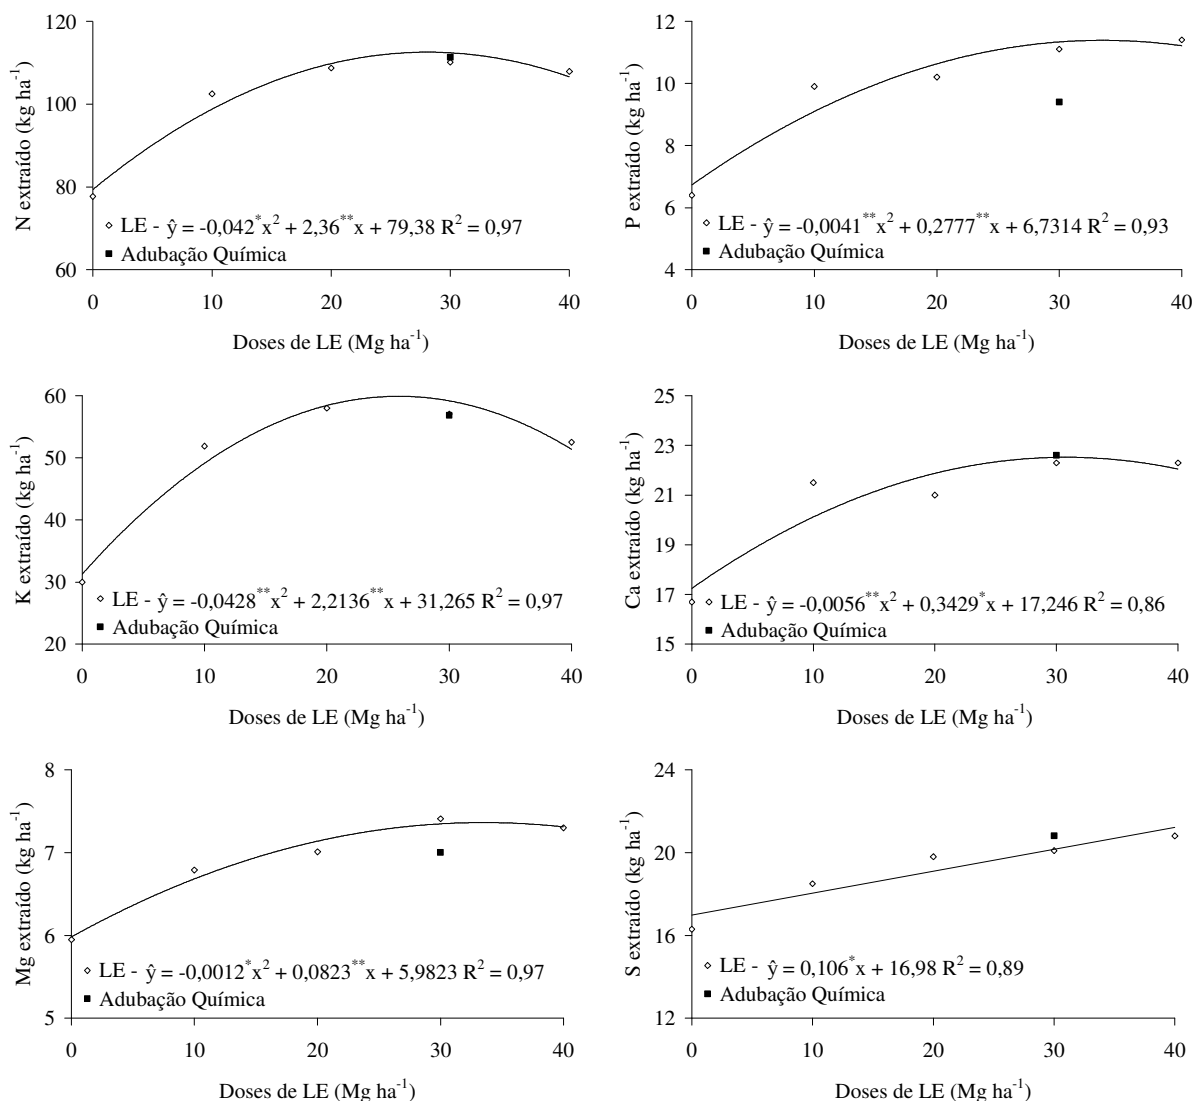 N extraído (kg ha⁻¹)
120
100
80
60
◇ LE - ŷ = -0,042*x² + 2,36**x + 79,38 R² = 0,97
■ Adubação Química
0 10 20 30 40
Doses de LE (Mg ha⁻¹)
P extraído (kg ha⁻¹)
12
10
8
6
4
◇ LE - ŷ = -0,0041**x² + 0,2777**x + 6,7314 R² = 0,93
■ Adubação Química
0 10 20 30 40
Doses de LE (Mg ha⁻¹)
K extraído (kg ha⁻¹)
60
50
40
30
20
◇ LE - ŷ = -0,0428**x² + 2,2136**x + 31,265 R² = 0,97
■ Adubação Química
0 10 20 30 40
Doses de LE (Mg ha⁻¹)
Ca extraído (kg ha⁻¹)
25
23
21
19
17
15
◇ LE - ŷ = -0,0056**x² + 0,3429*x + 17,246 R² = 0,86
■ Adubação Química
0 10 20 30 40
Doses de LE (Mg ha⁻¹)
Mg extraído (kg ha⁻¹)
8
7
6
5
◇ LE - ŷ = -0,0012*x² + 0,0823**x + 5,9823 R² = 0,97
■ Adubação Química
0 10 20 30 40
Doses de LE (Mg ha⁻¹)
S extraído (kg ha⁻¹)
24
20
16
12
◇ LE - ŷ = 0,106*x + 16,98 R² = 0,89
■ Adubação Química
0 10 20 30 40
Doses de LE (Mg ha⁻¹)